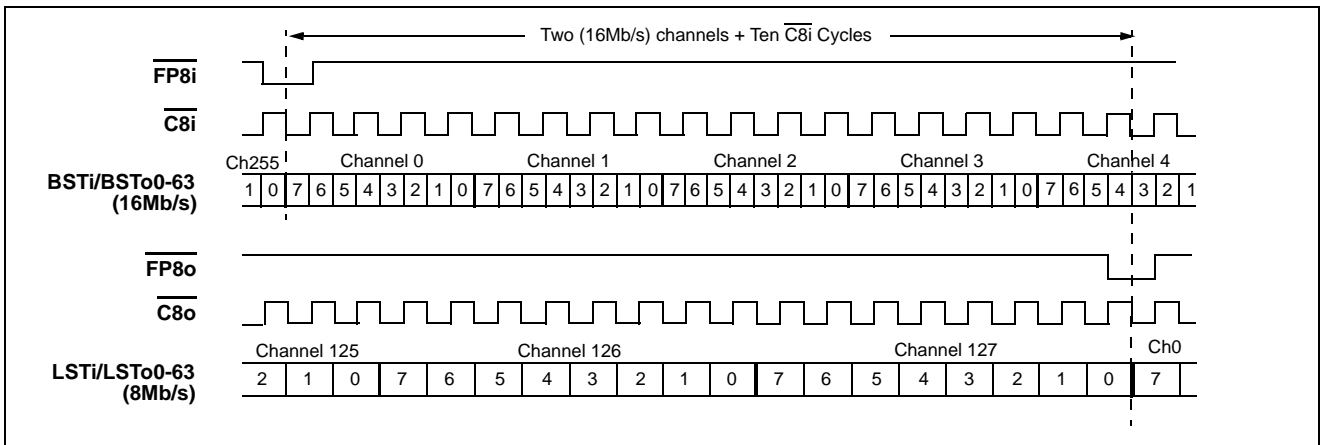 Two (16Mb/s) channels + Ten C8i Cycles
FP8i
C8i
Ch255 Channel 0 Channel 1 Channel 2 Channel 3 Channel 4
BSTi/BSTo0-63
(16Mb/s)
1 0 7 6 5 4 3 2 1 0 7 6 5 4 3 2 1 0 7 6 5 4 3 2 1 0 7 6 5 4 3 2 1 0 7 6 5 4 3 2 1
FP8o
C8o
Channel 125 Channel 126 Channel 127 Ch0
LSTi/LSTo0-63
(8Mb/s)
2 1 0 7 6 5 4 3 2 1 0 7 6 5 4 3 2 1 0 7